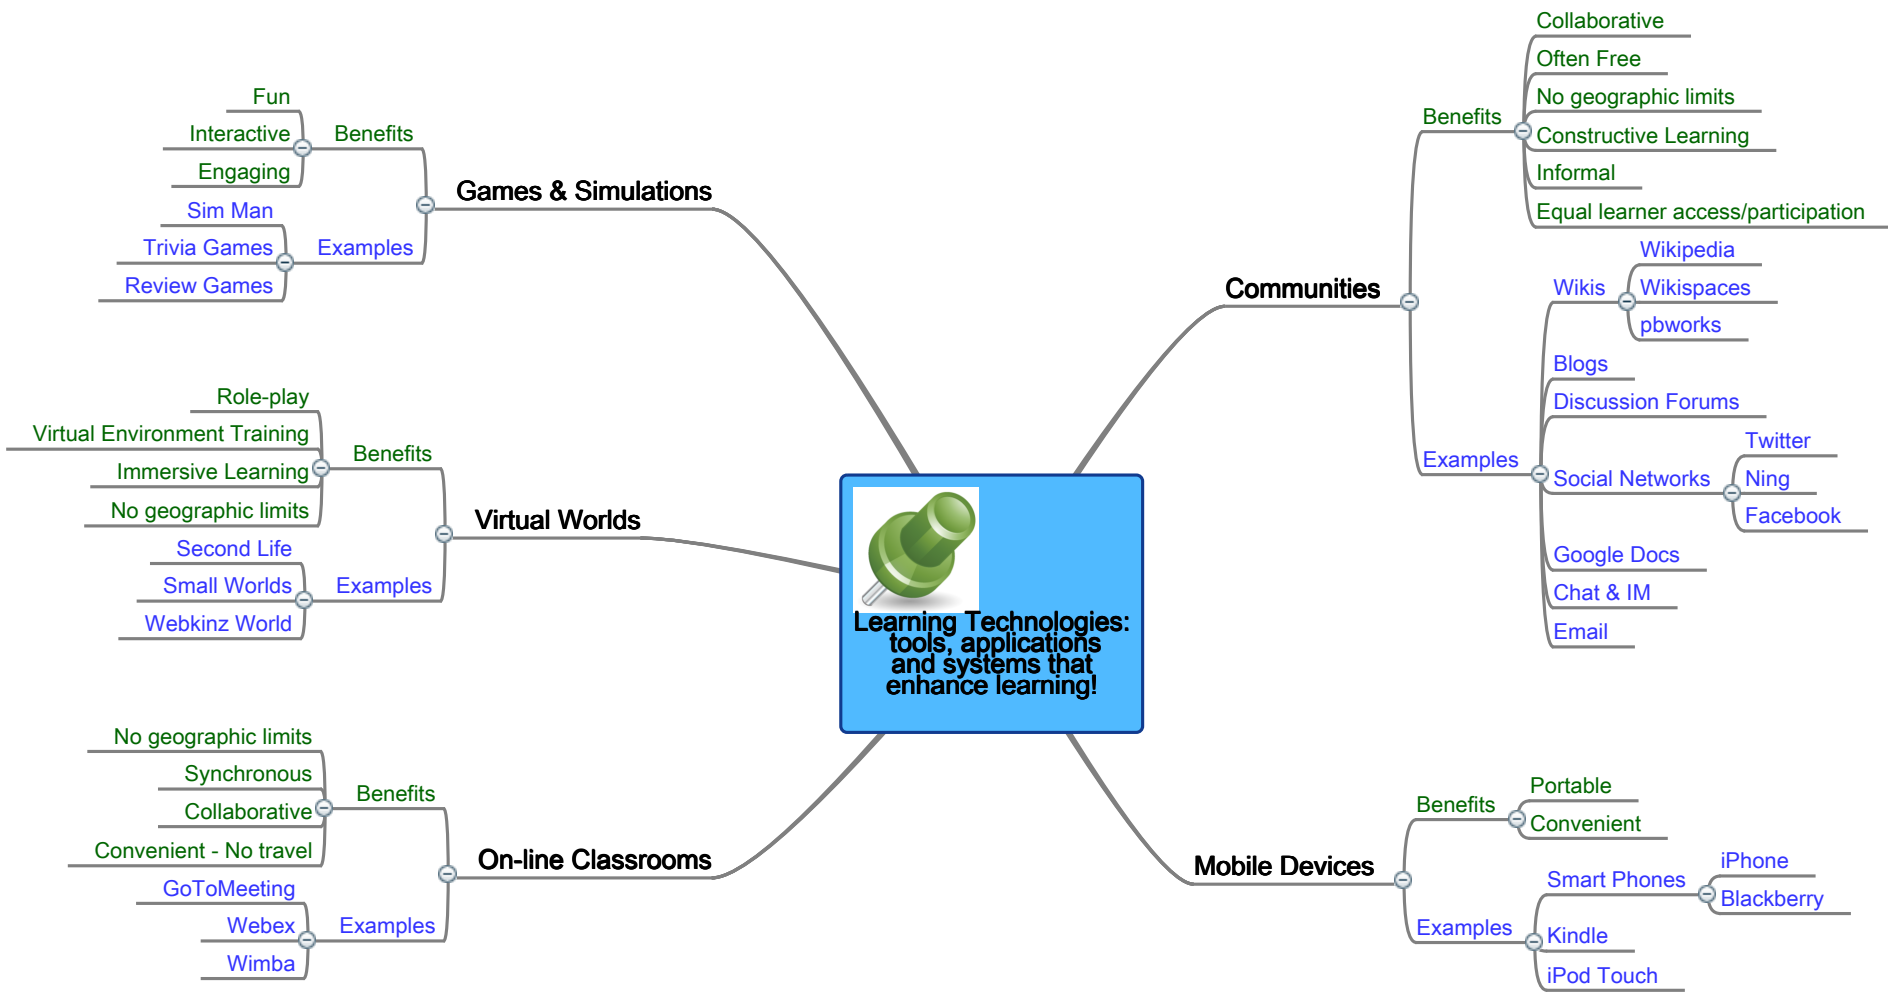 Learning Technologies:
tools, applications
and systems that
enhance learning!
Games & Simulations
Benefits
Fun
Interactive
Engaging
Examples
Sim Man
Trivia Games
Review Games
Virtual Worlds
Benefits
Role-play
Virtual Environment Training
Immersive Learning
No geographic limits
Examples
Second Life
Small Worlds
Webkinz World
On-line Classrooms
Benefits
No geographic limits
Synchronous
Collaborative
Convenient - No travel
Examples
GoToMeeting
Webex
Wimba
Communities
Benefits
Collaborative
Often Free
No geographic limits
Constructive Learning
Informal
Equal learner access/participation
Examples
Wikis
Wikipedia
Wikispaces
pbworks
Blogs
Discussion Forums
Social Networks
Twitter
Ning
Facebook
Google Docs
Chat & IM
Email
Mobile Devices
Benefits
Portable
Convenient
Examples
Smart Phones
iPhone
Blackberry
Kindle
iPod Touch